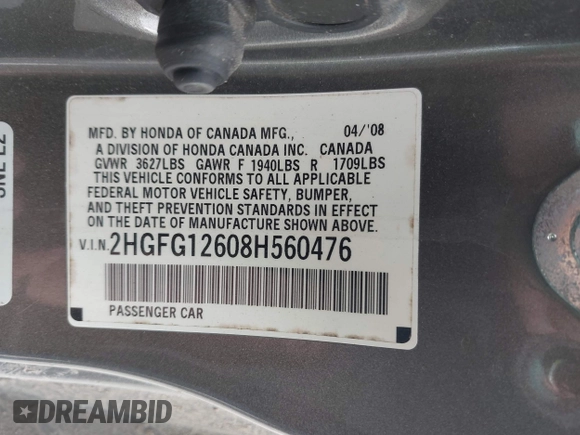 MFD. BY HONDA OF CANADA MFG., 04/'08
A DIVISION OF HONDA CANADA INC. CANADA
GVWR 3627LBS GAWR F 1940LBS R 1709LBS
THIS VEHICLE CONFORMS TO ALL APPLICABLE
FEDERAL MOTOR VEHICLE SAFETY, BUMPER,
AND THEFT PREVENTION STANDARDS IN EFFECT
ON THE DATE OF MANUFACTURE SHOWN ABOVE.
V.I.N. 2HGFG12608H560476
PASSENGER CAR
DREAMBID